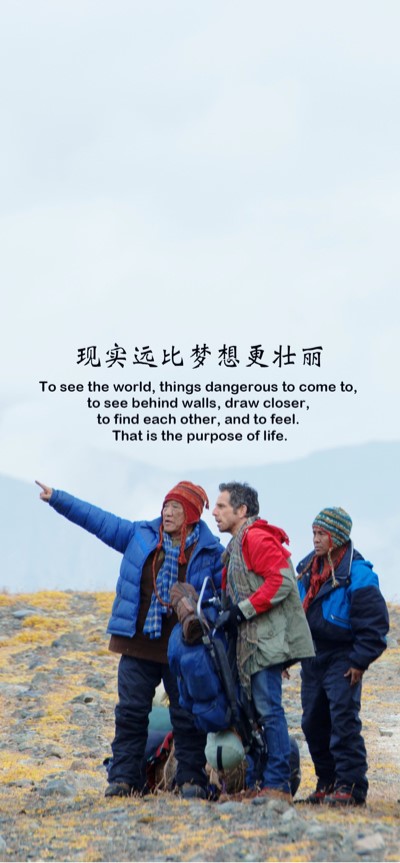 现实远比梦想更壮丽
To see the world, things dangerous to come to,
to see behind walls, draw closer,
to find each other, and to feel.
That is the purpose of life.